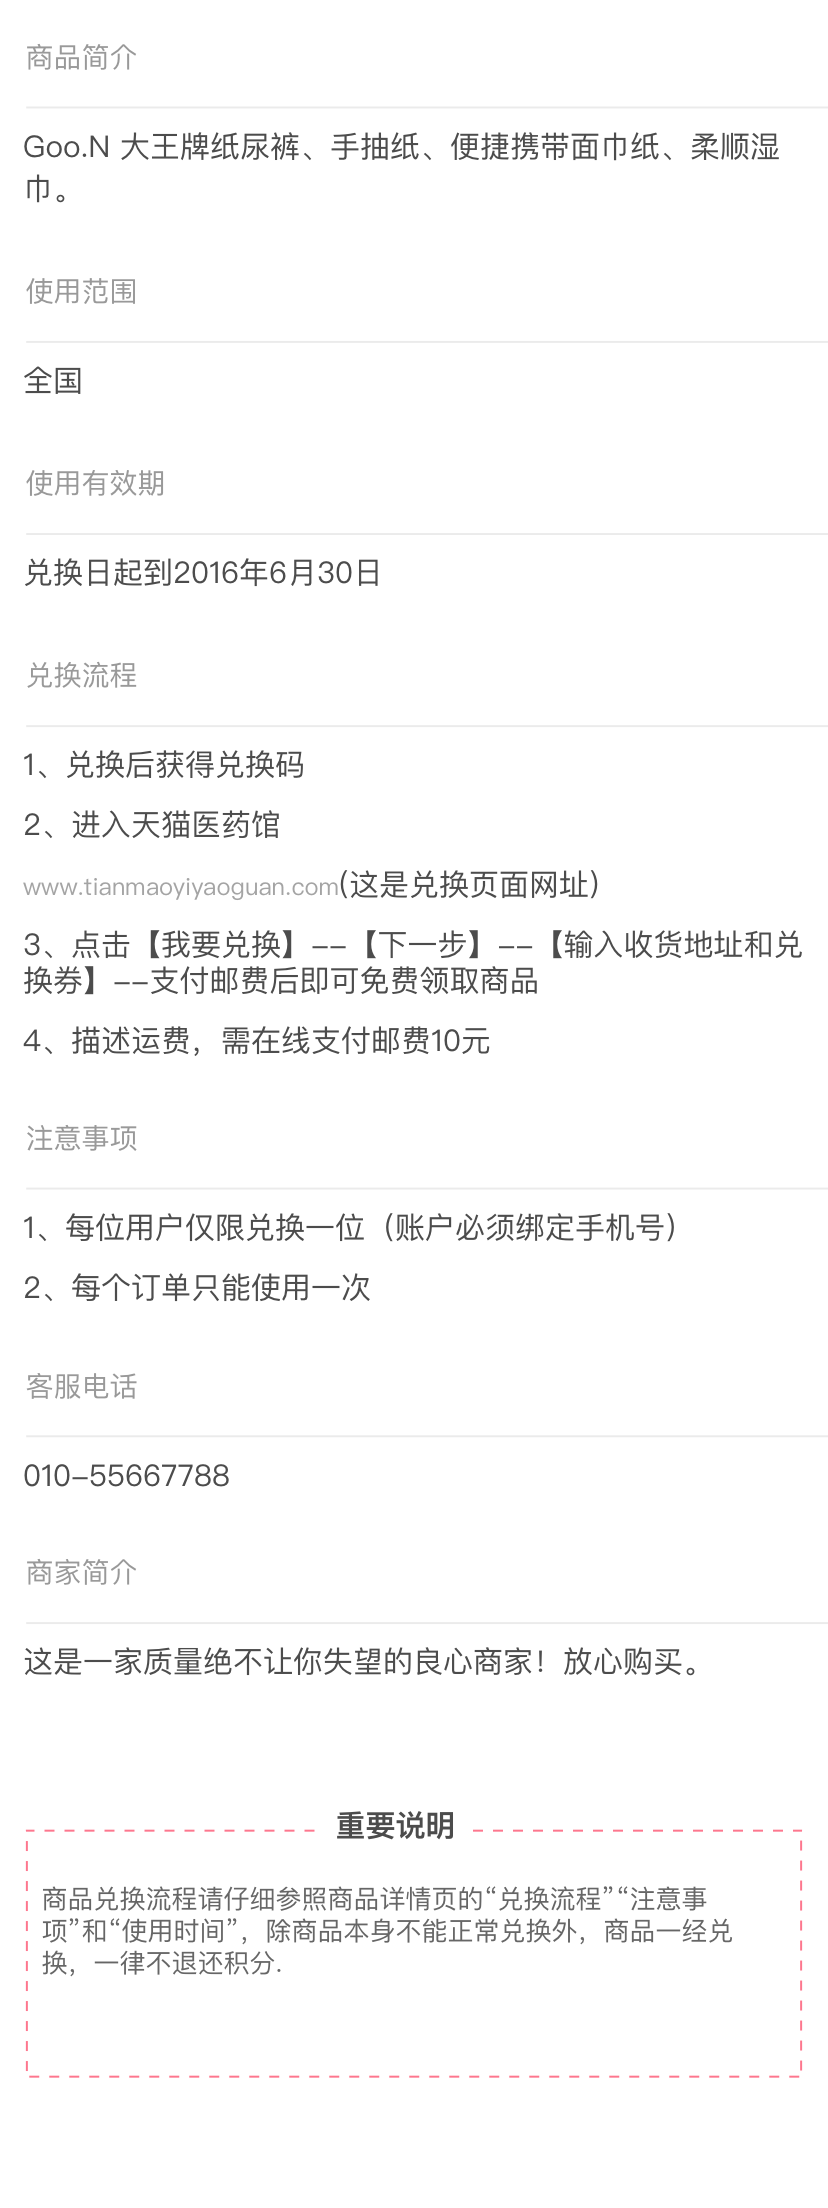 商品简介
Goo.N 大王牌纸尿裤、手抽纸、便捷携带面巾纸、柔顺湿
巾。
使用范围
全国
使用有效期
兑换日起到2016年6月30日
兑换流程
1、兑换后获得兑换码
2、进入天猫医药馆
www.tianmaoyiyaoguan.com(这是兑换页面网址)
3、点击【我要兑换】--【下一步】--【输入收货地址和兑
换券】--支付邮费后即可免费领取商品
4、描述运费，需在线支付邮费10元
注意事项
1、每位用户仅限兑换一位（账户必须绑定手机号）
2、每个订单只能使用一次
客服电话
010-55667788
商家简介
这是一家质量绝不让你失望的良心商家！放心购买。
重要说明
商品兑换流程请仔细参照商品详情页的“兑换流程”“注意事
项”和“使用时间”，除商品本身不能正常兑换外，商品一经兑
换，一律不退还积分.